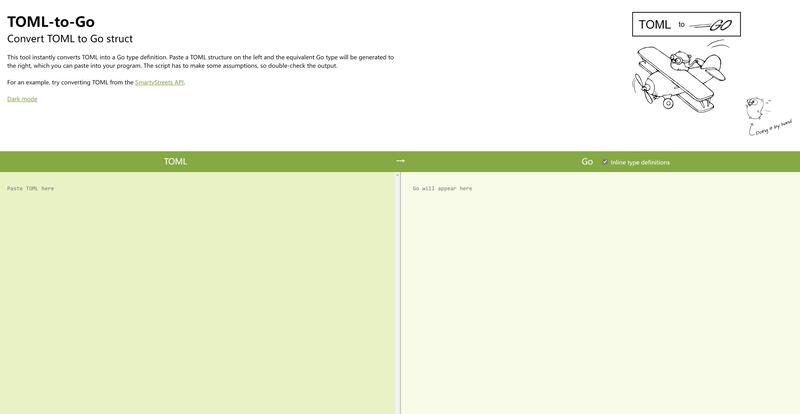 TOML-to-Go
Convert TOML to Go struct
This tool instantly converts TOML into a Go type definition. Paste a TOML structure on the left and the equivalent Go type will be generated to
the right, which you can paste into your program. The script has to make some assumptions, so double-check the output.
For an example, try converting TOML from the SmartyStreets API.
Dark mode
TOML to GO
Doing it by hand
TOML → Go Inline type definitions
Paste TOML here
Go will appear here